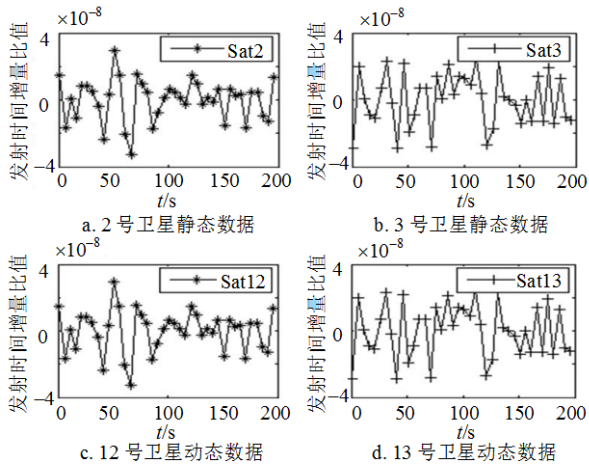 ×10⁻⁸
4
0
−4
发射时间增量比值
Sat2
0 50 100 150 200
t/s
a. 2 号卫星静态数据
×10⁻⁸
4
0
−4
发射时间增量比值
Sat3
0 50 100 150 200
t/s
b. 3 号卫星静态数据
×10⁻⁸
4
0
−4
发射时间增量比值
Sat12
0 50 100 150 200
t/s
c. 12 号卫星动态数据
×10⁻⁸
4
0
−4
发射时间增量比值
Sat13
0 50 100 150 200
t/s
d. 13 号卫星动态数据